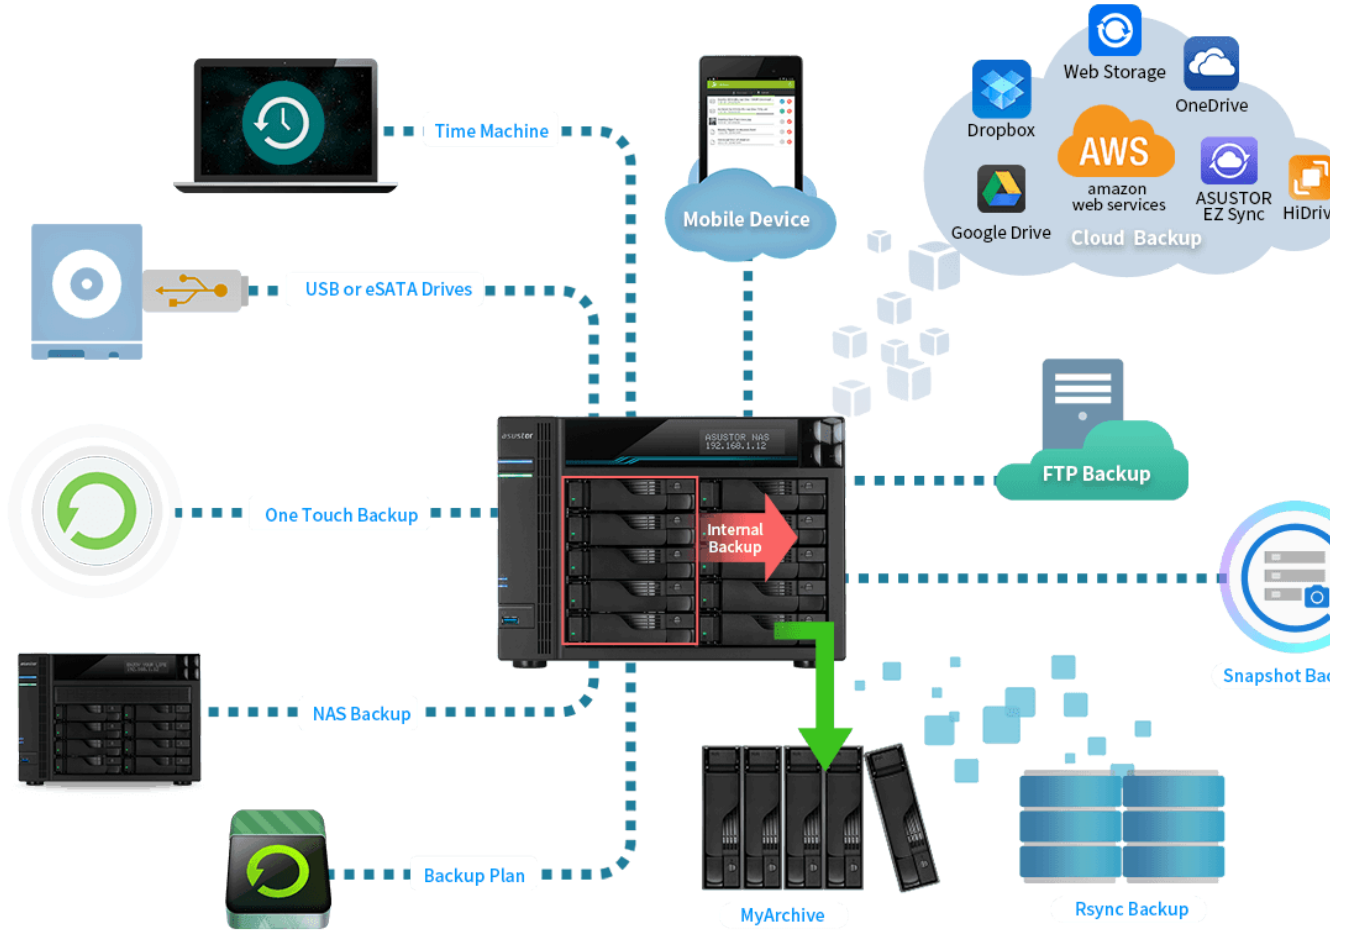 Web Storage
OneDrive
Dropbox
AWS
amazon
web services
ASUSTOR
EZ Sync
HiDriv
Google Drive
Cloud Backup
Time Machine
Mobile Device
USB or eSATA Drives
asustor
ASUSTOR NAS
192.168.1.12
FTP Backup
One Touch Backup
Internal
Backup
Snapshot Bac
NAS Backup
Backup Plan
MyArchive
Rsync Backup